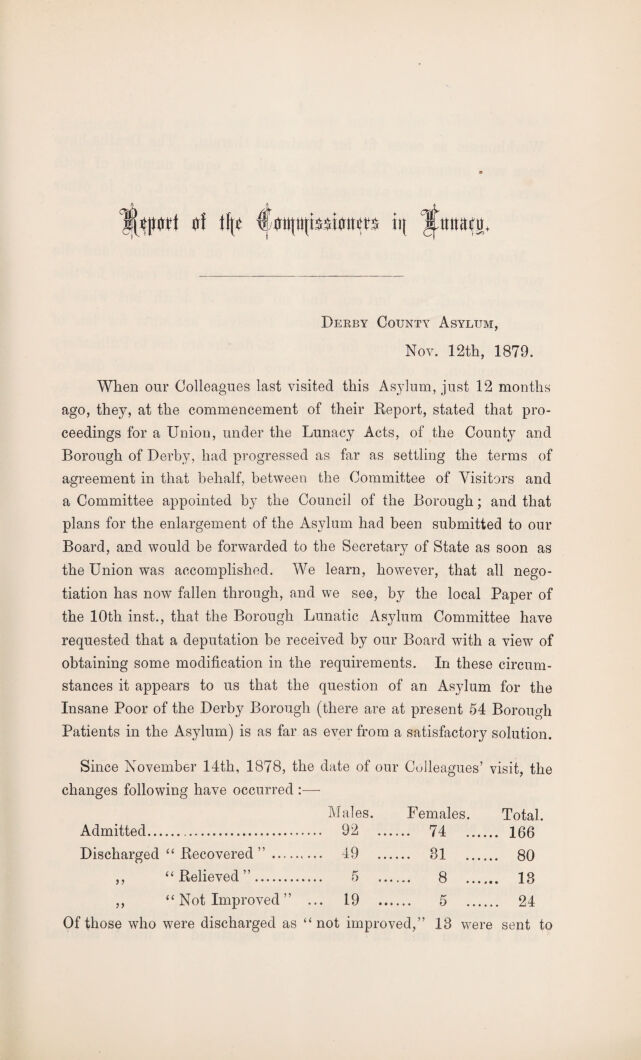 Report of the Commissioners in Lunacy.
DERBY COUNTY ASYLUM,
Nov. 12th, 1879.
When our Colleagues last visited this Asylum, just 12 months
ago, they, at the commencement of their Report, stated that pro-
ceedings for a Union, under the Lunacy Acts, of the County and
Borough of Derby, had progressed as far as settling the terms of
agreement in that behalf, between the Committee of Visitors and
a Committee appointed by the Council of the Borough; and that
plans for the enlargement of the Asylum had been submitted to our
Board, and would be forwarded to the Secretary of State as soon as
the Union was accomplished. We learn, however, that all nego-
tiation has now fallen through, and we see, by the local Paper of
the 10th inst., that the Borough Lunatic Asylum Committee have
requested that a deputation be received by our Board with a view of
obtaining some modification in the requirements. In these circum-
stances it appears to us that the question of an Asylum for the
Insane Poor of the Derby Borough (there are at present 54 Borough
Patients in the Asylum) is as far as ever from a satisfactory solution.
Since November 14th, 1878, the date of our Colleagues' visit, the
changes following have occurred :—
Males. Females. Total.
Admitted................................ 92 ...... 74 ...... 166
Discharged “ Recovered ” ......... 49 ...... 31 ...... 80
,, “ Relieved ”............ 5 ...... 8 ...... 13
,, “ Not Improved ” ... 19 ...... 5 ...... 24
Of those who were discharged as “ not improved,” 13 were sent to